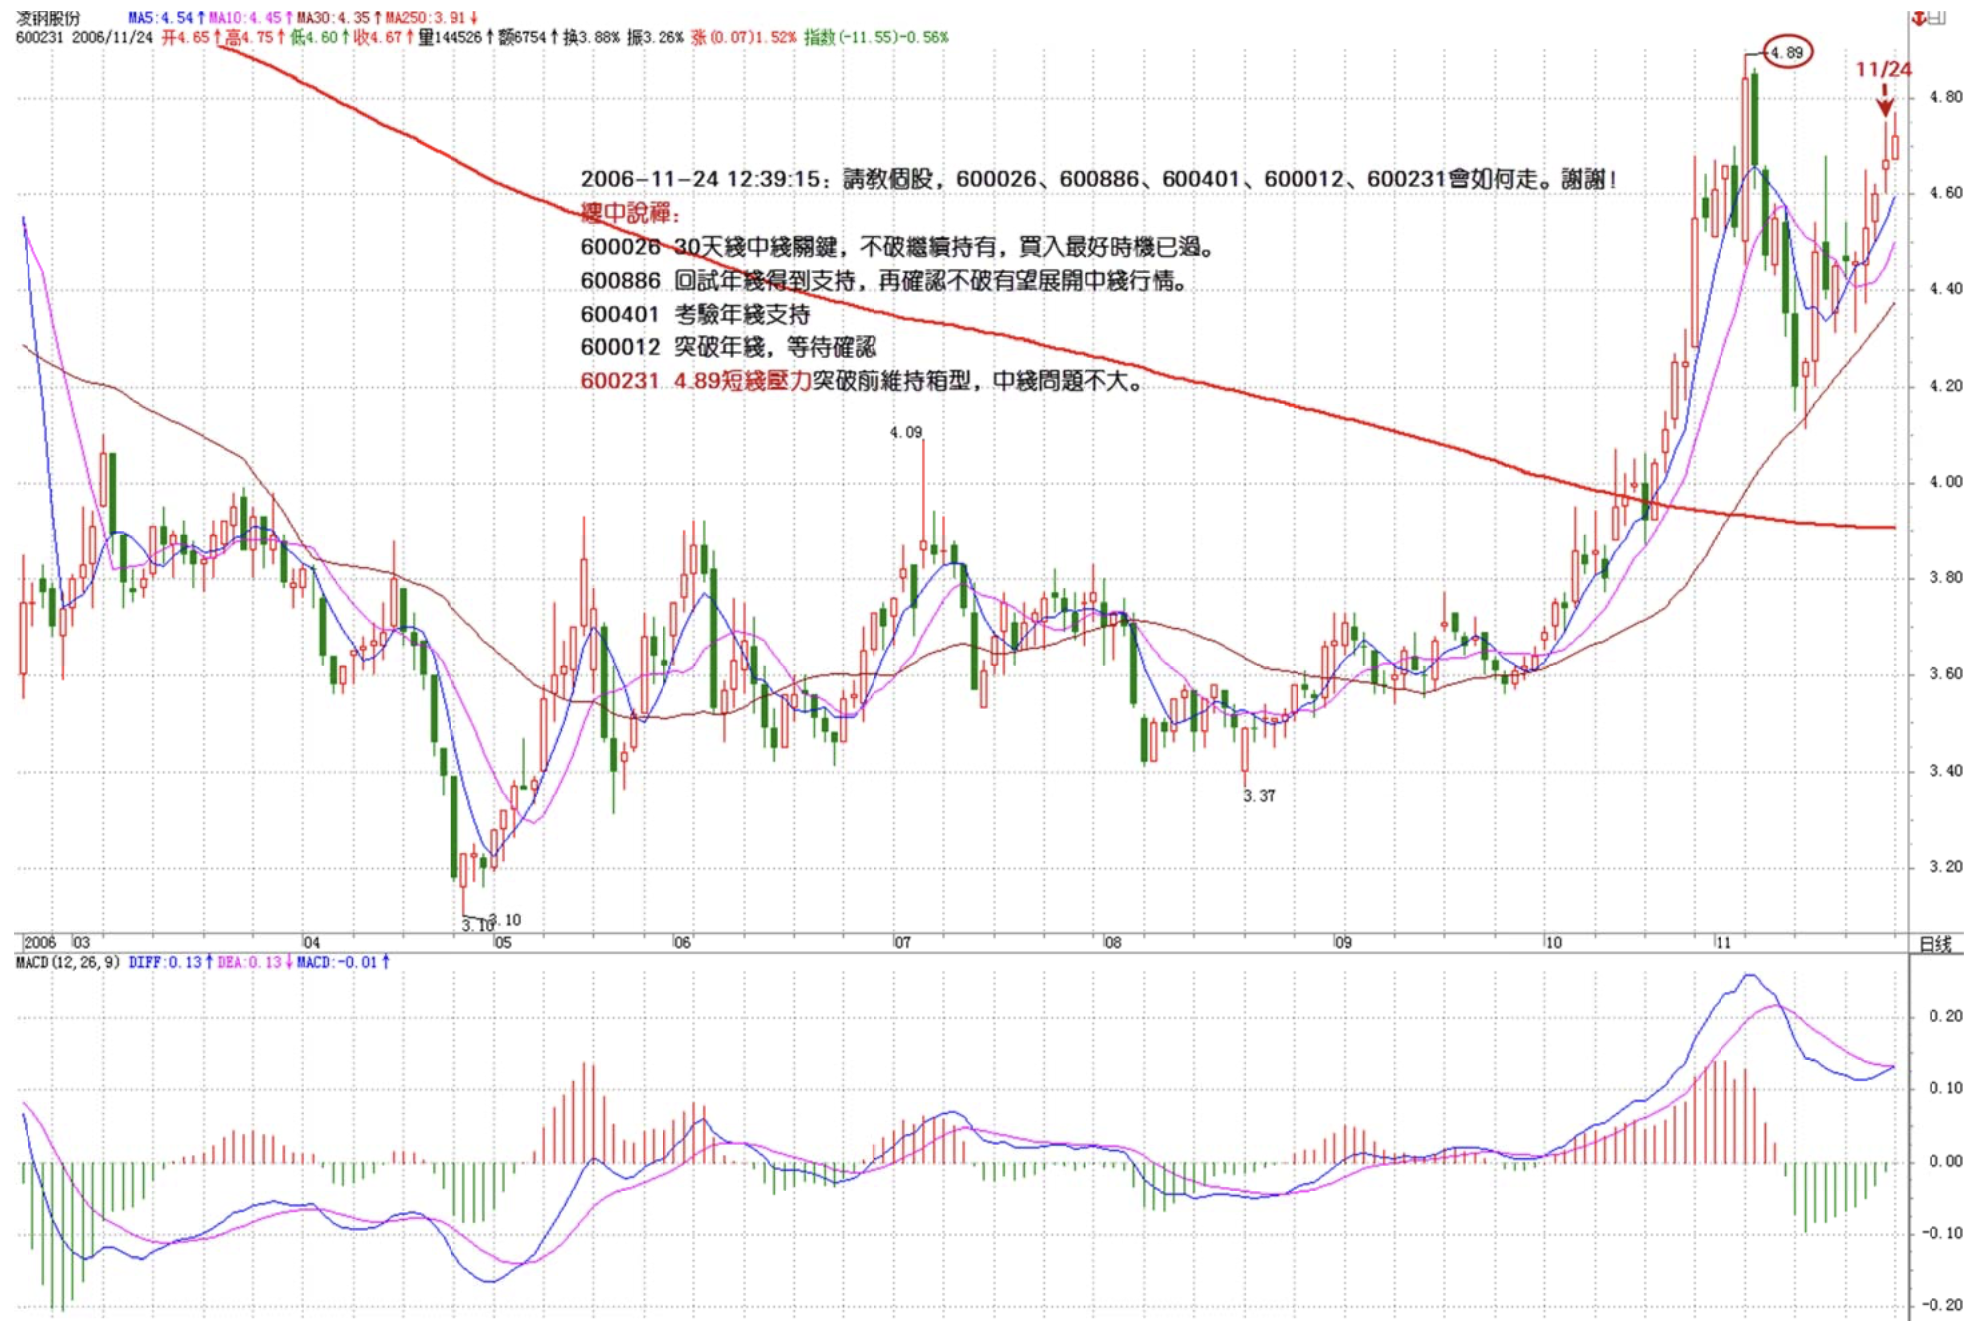 凌钢股份 MA5:4.54↑MA10:4.45↑MA30:4.35↑MA250:3.91↓
600231 2006/11/24 开4.65↑高4.75↑低4.60↑收4.67↑量144526↑额6754↑换3.88% 振3.26% 涨(0.07)1.52% 指数(-11.55)-0.56%
4.89
11/24
4.80
2006-11-24 12:39:15：請教個股，600026、600886、600401、600012、600231會如何走。謝謝！
4.60
纏中說禪：
600026 30天綫中綫關鍵，不破繼續持有，買入最好時機已過。
600886 回試年綫得到支持，再確認不破有望展開中綫行情。
4.40
600401 考驗年綫支持
600012 突破年綫，等待確認
600231 4.89短綫壓力突破前維持箱型，中綫問題不大。
4.20
4.09
4.00
3.80
3.60
3.40
3.37
3.20
3.10
3.10
2006 03 04 05 06 07 08 09 10 11 日线
MACD(12,26,9) DIFF:0.13↑DEA:0.13↓MACD:-0.01↑
0.20
0.10
0.00
-0.10
-0.20